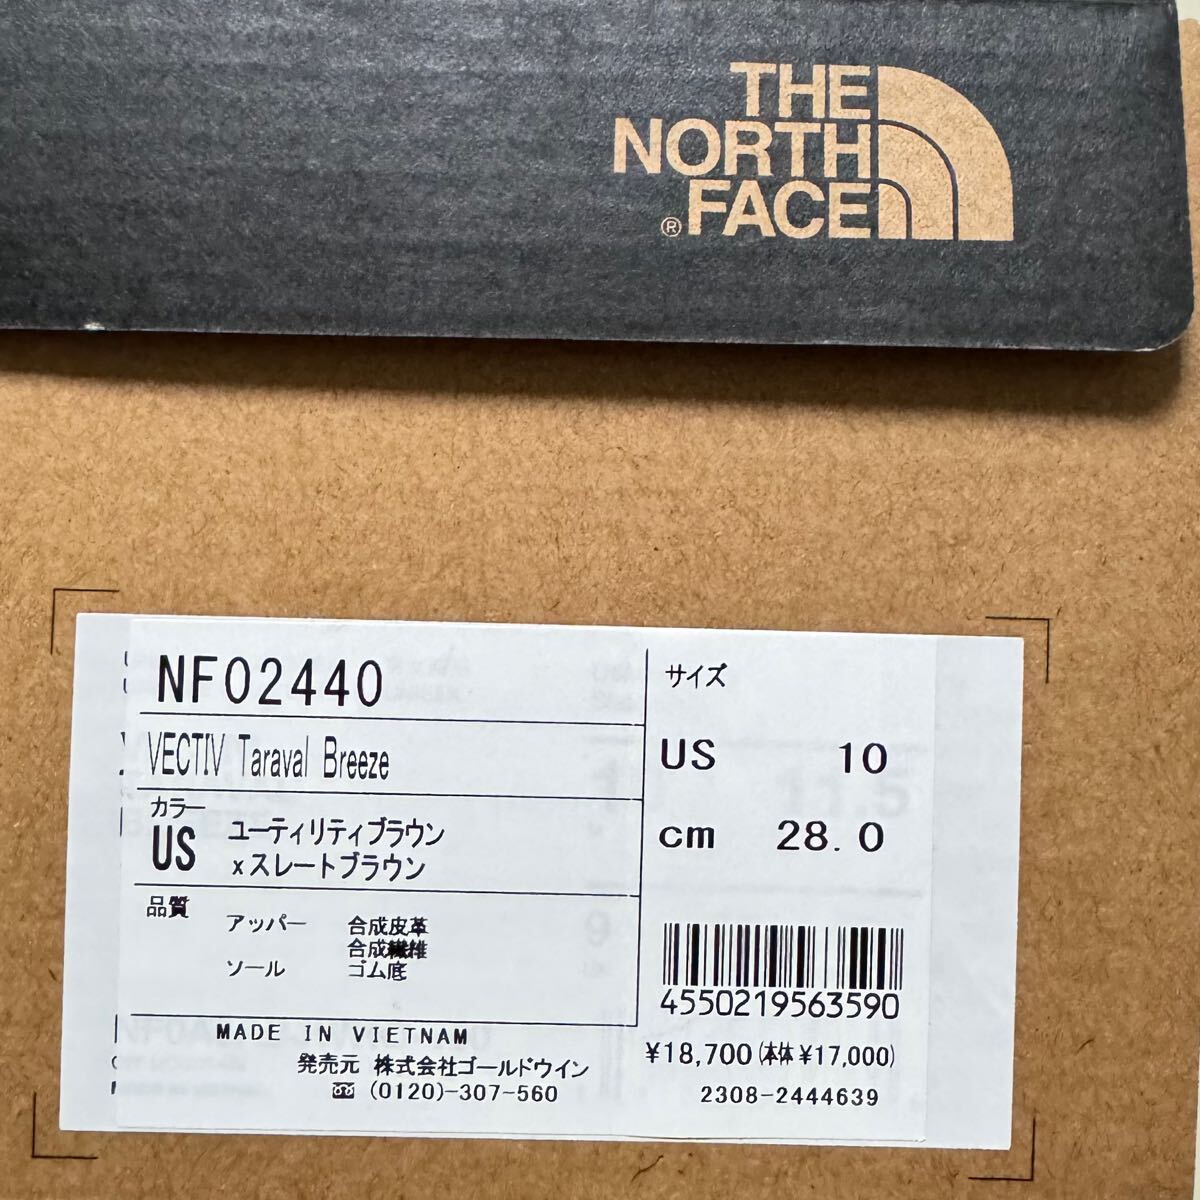 THE
NORTH
FACE
®
NF02440
VECTIV Taraval Breeze
カラー
US ユーティリティブラウン
xスレートブラウン
品質
アッパー 合成皮革
合成繊維
ソール ゴム底
MADE IN VIETNAM
発売元 株式会社ゴールドウイン
(0120)-307-560
サイズ
US 10
cm 28.0
4550219563590
¥18,700(本体¥17,000)
2308-2444639